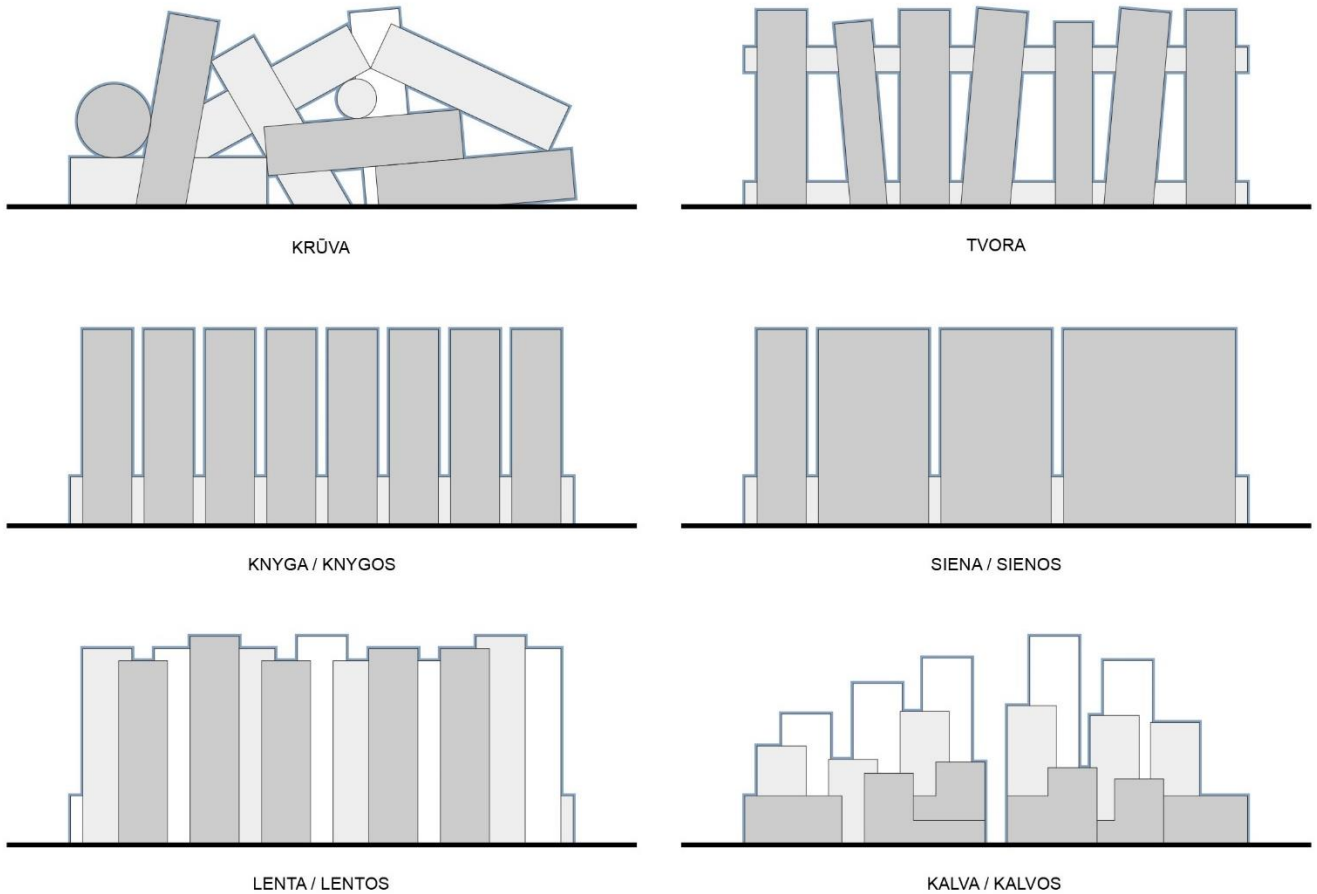 KRŪVA
TVORA
KNYGA / KNYGOS
SIENA / SIENOS
LENTA / LENTOS
KALVA / KALVOS